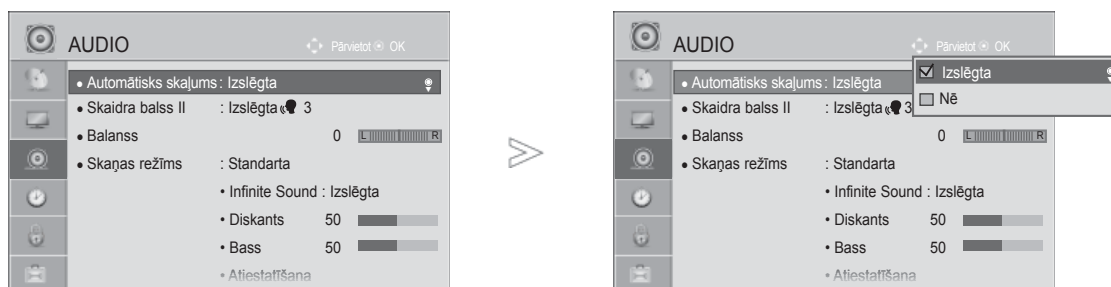 AUDIO Pārvietot OK
• Automātisks skaļums : Izslēgta
• Skaidra balss II : Izslēgta 3
• Balanss 0 L R
• Skaņas režīms : Standarta
• Infinite Sound : Izslēgta
• Diskants 50
• Bass 50
• Atiestatīšana
AUDIO Pārvietot OK
• Automātisks skaļums : Izslēgta
Izslēgta
Nē
• Skaidra balss II : Izslēgta 3
• Balanss 0 L R
• Skaņas režīms : Standarta
• Infinite Sound : Izslēgta
• Diskants 50
• Bass 50
• Atiestatīšana